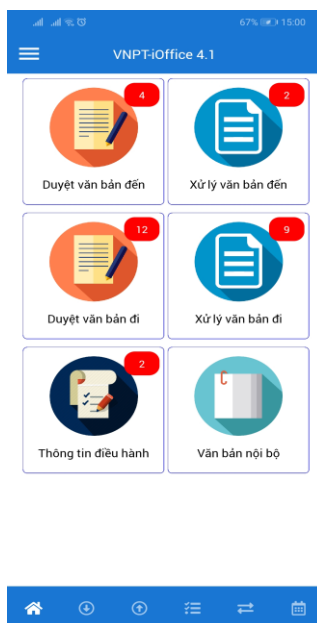 67% 15:00
VNPT-iOffice 4.1
4
2
Duyệt văn bản đến
Xử lý văn bản đến
12
9
Duyệt văn bản đi
Xử lý văn bản đi
2
Thông tin điều hành
Văn bản nội bộ